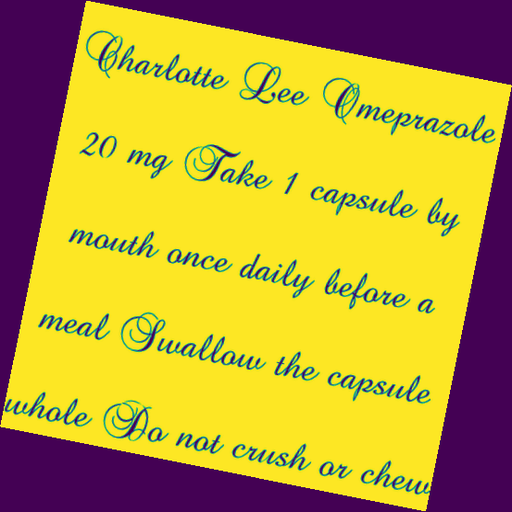 Charlotte Lee Omeprazole
20 mg Take 1 capsule by
mouth once daily before a
meal Swallow the capsule
whole Do not crush or chew